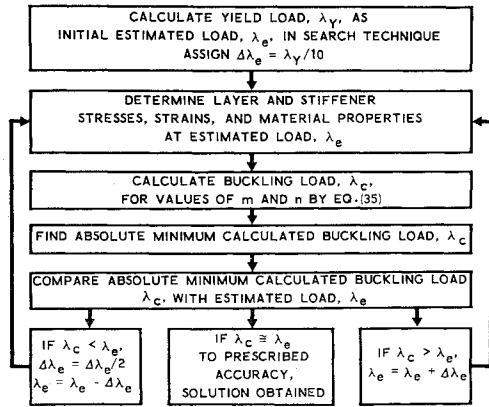 CALCULATE YIELD LOAD, λY, AS
INITIAL ESTIMATED LOAD, λe, IN SEARCH TECHNIQUE
ASSIGN Δλe = λY/10
DETERMINE LAYER AND STIFFENER
STRESSES, STRAINS, AND MATERIAL PROPERTIES
AT ESTIMATED LOAD, λe
CALCULATE BUCKLING LOAD, λc,
FOR VALUES OF m AND n BY EQ.(35)
FIND ABSOLUTE MINIMUM CALCULATED BUCKLING LOAD, λc
COMPARE ABSOLUTE MINIMUM CALCULATED BUCKLING LOAD
λc, WITH ESTIMATED LOAD, λe
IF λc < λe,
Δλe = Δλe/2
λe = λe - Δλe
IF λc ≅ λe
TO PRESCRIBED
ACCURACY,
SOLUTION OBTAINED
IF λc > λe,
λe = λe + Δλe